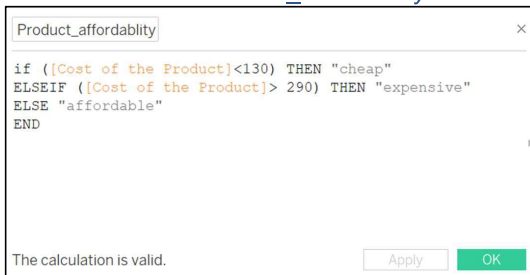 Product_affordablity
if ([Cost of the Product]<130) THEN "cheap"
ELSEIF ([Cost of the Product]> 290) THEN "expensive"
ELSE "affordable"
END
The calculation is valid.
Apply
OK